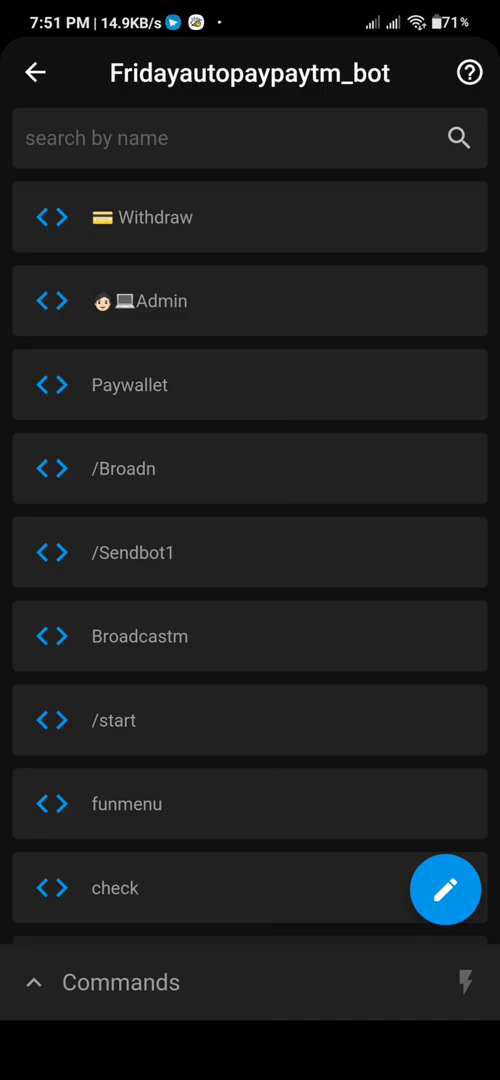 7:51 PM | 14.9KB/s
71%
Fridayautopaypaytm_bot
search by name
Withdraw
Admin
Paywallet
/Broadn
/Sendbot1
Broadcastm
/start
funmenu
check
Commands